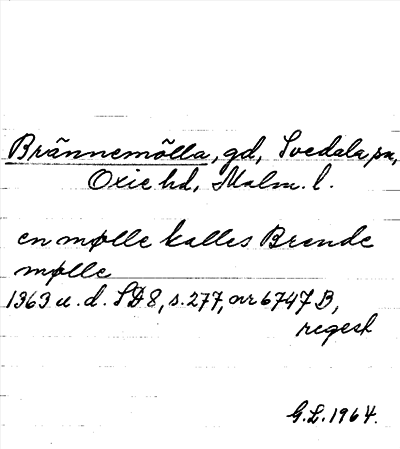 Brännemölla, gd, Svedala sn,
Oxie hd, Malm. l.
en mølle kalles Brende
mølle
1363 u. d. SD 8, s. 277, nr 6747 B,
regest
G.L. 1964.